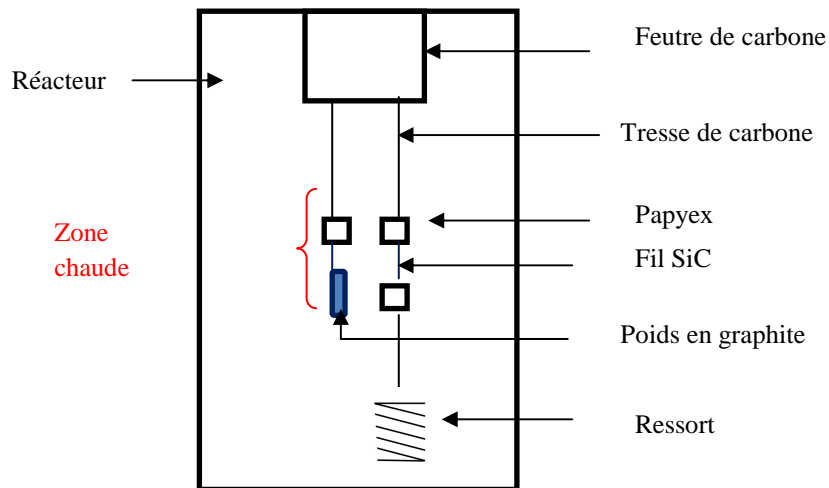 Feutre de carbone
Réacteur
Tresse de carbone
Papyex
Zone
chaude
Fil SiC
Poids en graphite
Ressort